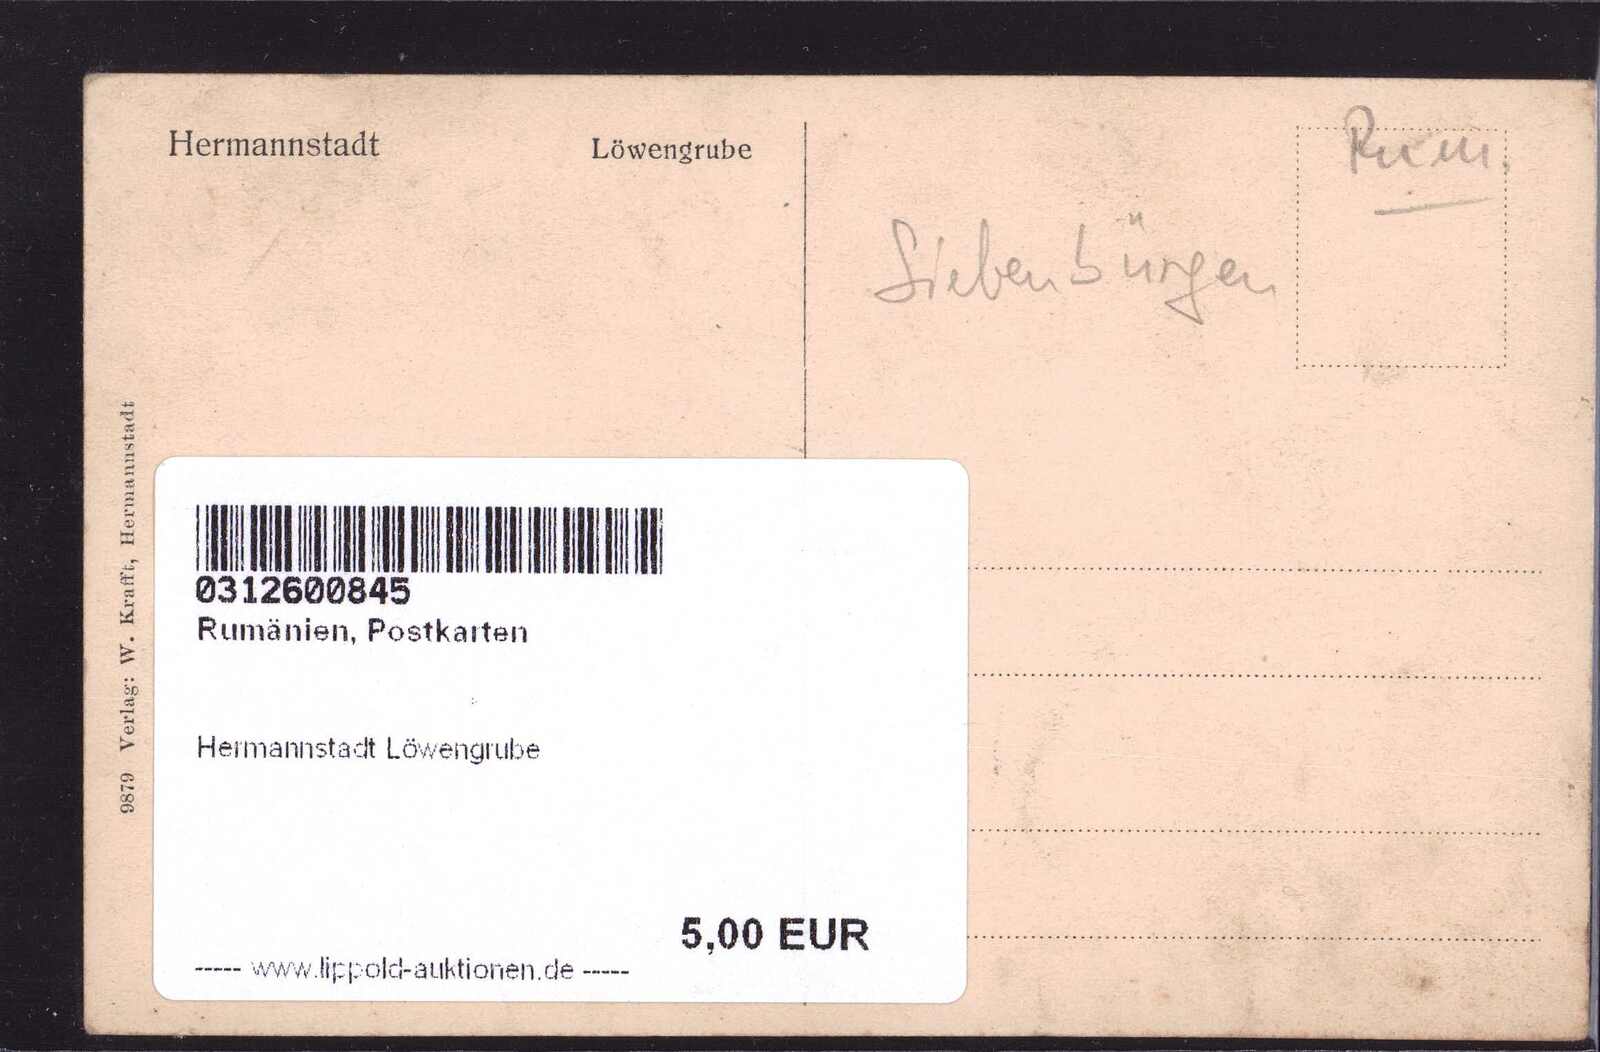 Hermannstadt
Löwengrube
Rum.
Siebenbürgen
9879 Verlag: W. Krafft, Hermannstadt
0312600845
Rumänien, Postkarten
Hermannstadt Löwengrube
5,00 EUR
----- www.lippold-auktionen.de -----